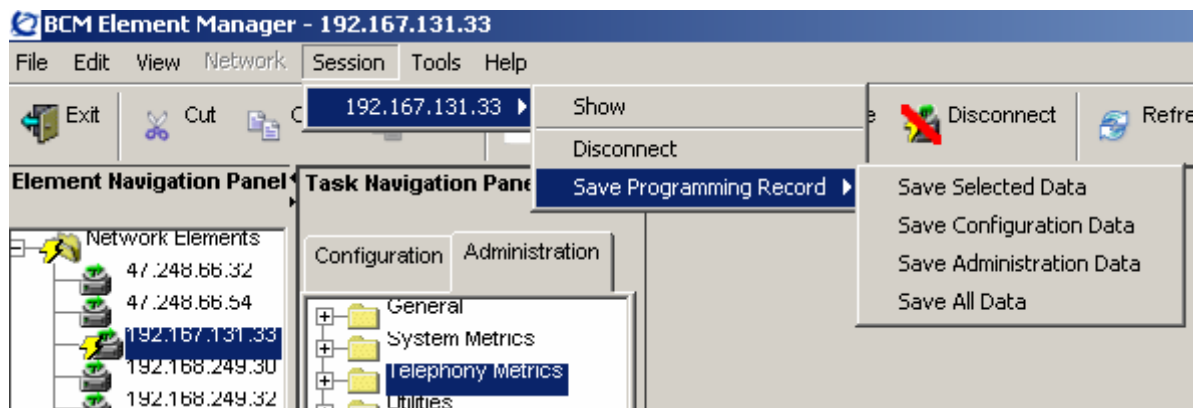 BCM Element Manager - 192.167.131.33
File Edit View Network Session Tools Help
Exit Cut Disconnect
192.167.131.33
Show
Disconnect
Save Programming Record
Save Selected Data
Save Configuration Data
Save Administration Data
Save All Data
Element Navigation Panel
Task Navigation Pane
Network Elements
47.248.66.32
47.248.66.54
192.167.131.33
192.168.249.30
192.168.249.32
Configuration Administration
General
System Metrics
Telephony Metrics
Utilities